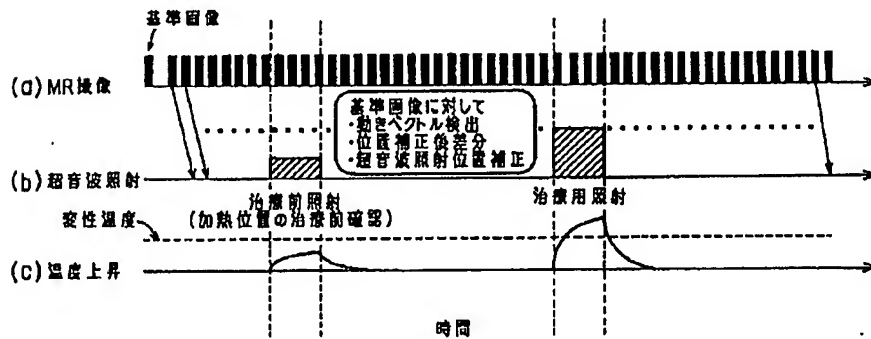 基準画像
(a)MR撮像
基準画像に対して
・動きベクトル検出
・位置補正後差分
・超音波照射位置補正
(b)超音波照射
治療前照射
(加熱位置の治療前確認)
治療用照射
変性温度
(c)温度上昇
時間